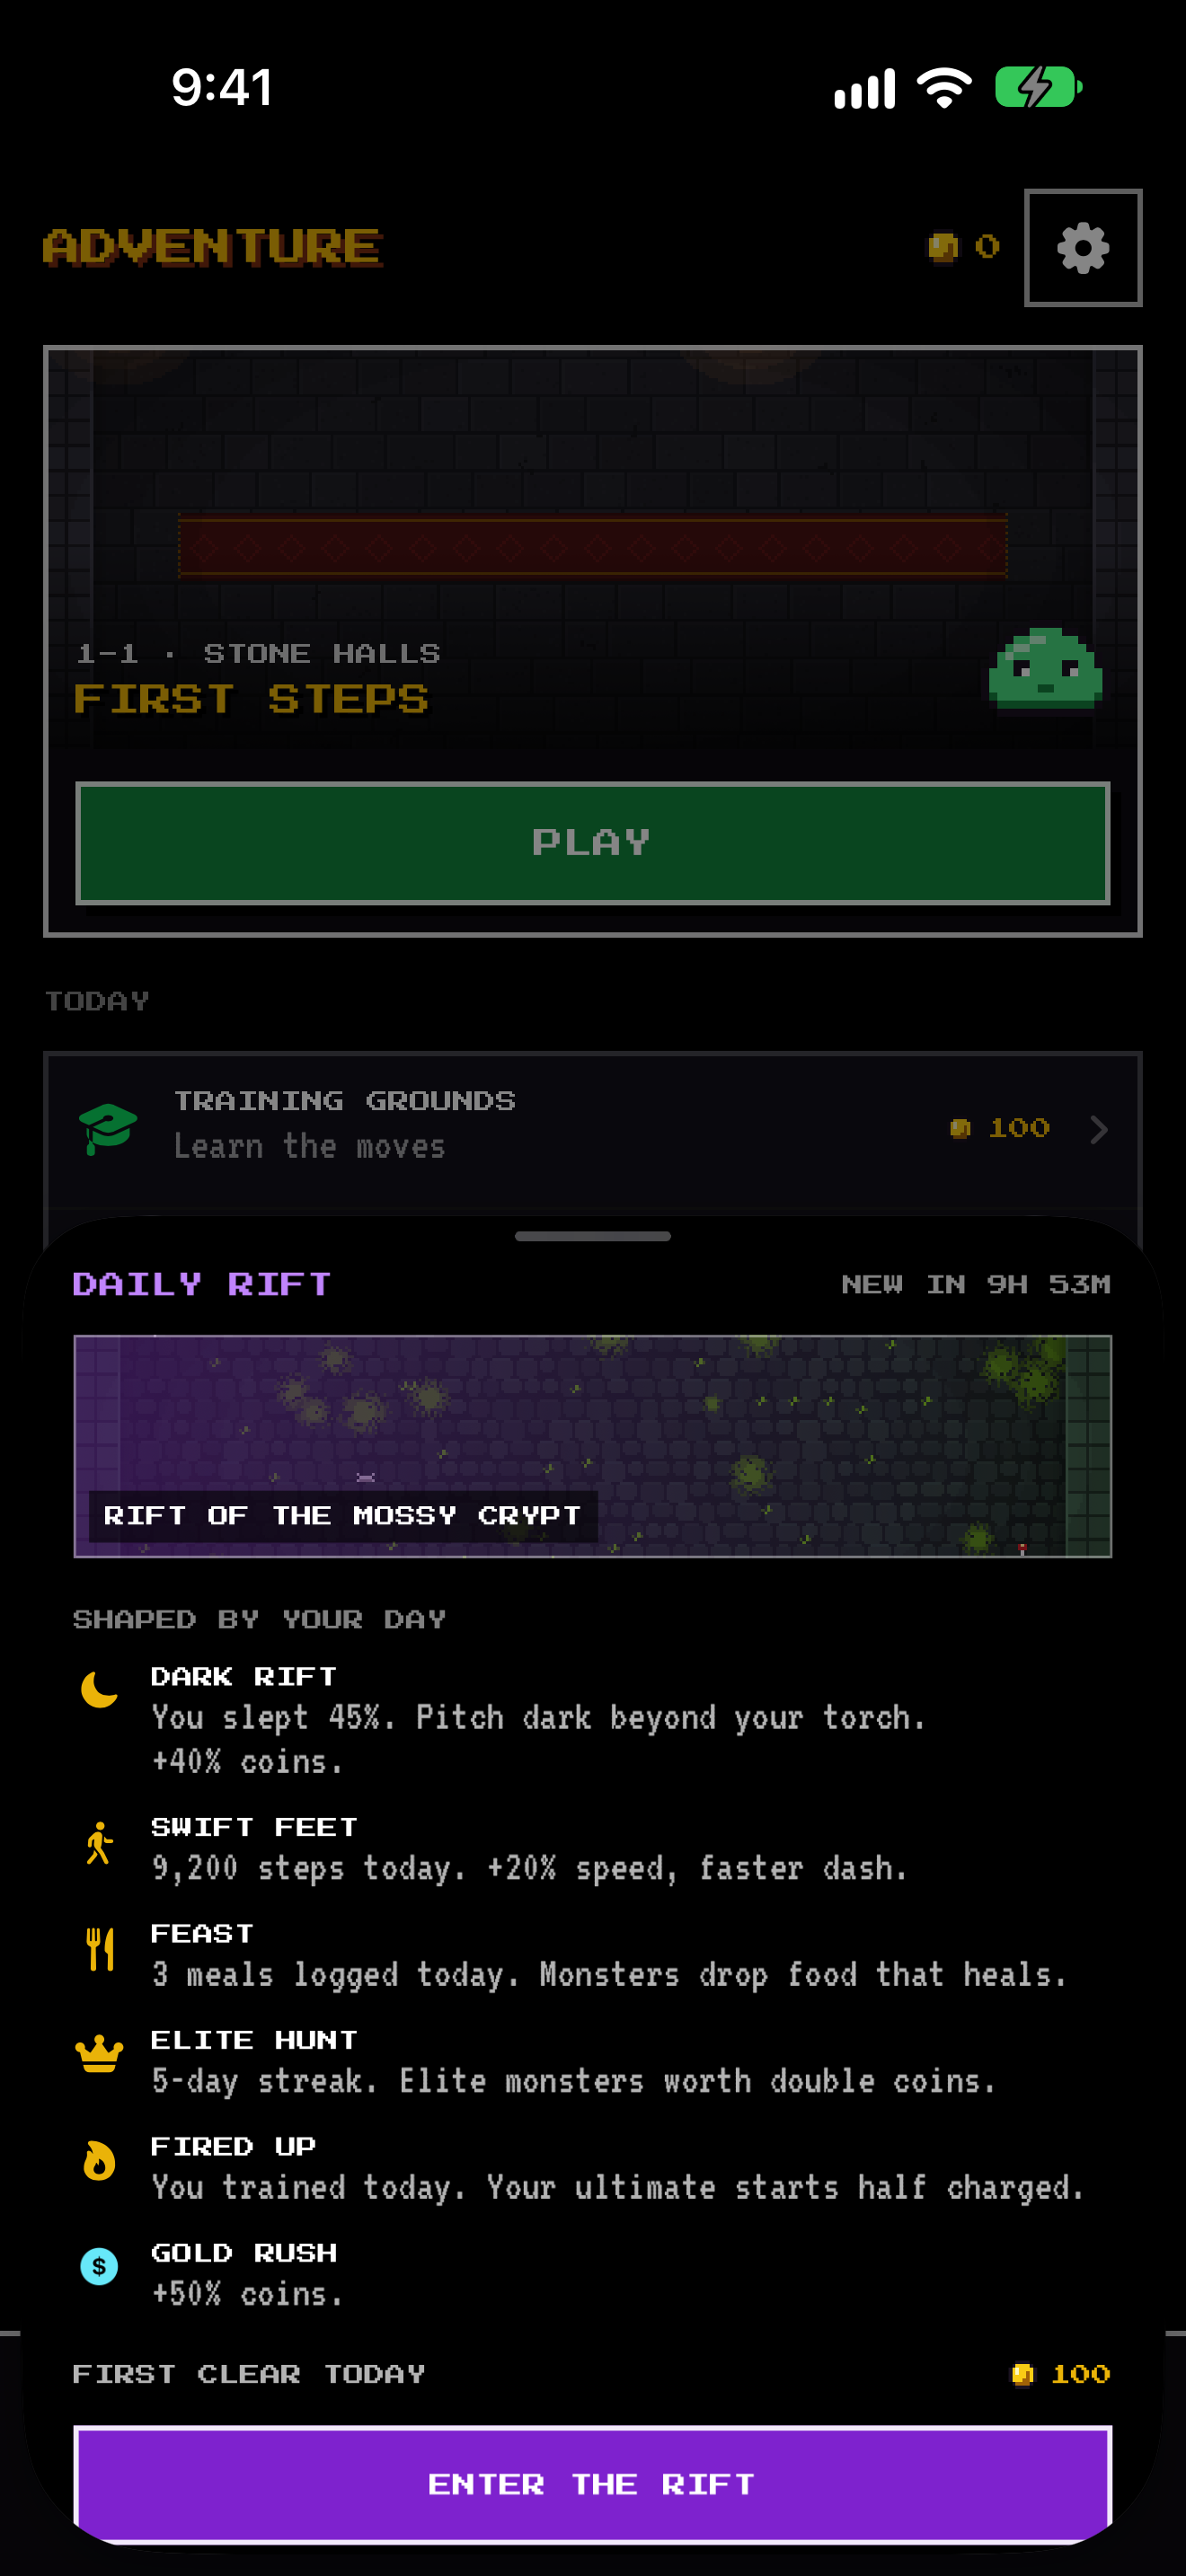 9:41
ADVENTURE
0
1-1 · STONE HALLS
FIRST STEPS
PLAY
TODAY
TRAINING GROUNDS
Learn the moves
100
DAILY RIFT
NEW IN 9H 53M
RIFT OF THE MOSSY CRYPT
SHAPED BY YOUR DAY
DARK RIFT
You slept 45%. Pitch dark beyond your torch.
+40% coins.
SWIFT FEET
9,200 steps today. +20% speed, faster dash.
FEAST
3 meals logged today. Monsters drop food that heals.
ELITE HUNT
5-day streak. Elite monsters worth double coins.
FIRED UP
You trained today. Your ultimate starts half charged.
$
GOLD RUSH
+50% coins.
FIRST CLEAR TODAY
100
ENTER THE RIFT